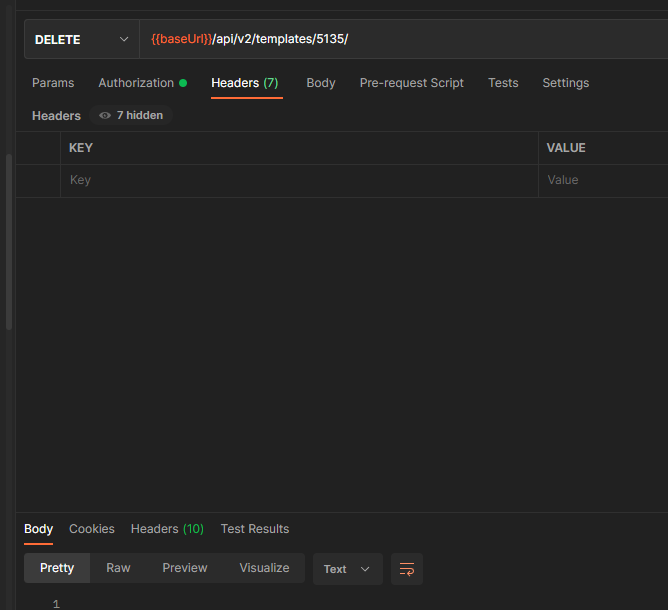 DELETE {{baseUrl}}/api/v2/templates/5135/
Params Authorization Headers (7) Body Pre-request Script Tests Settings
Headers 7 hidden
KEY VALUE
Key Value
Body Cookies Headers (10) Test Results
Pretty Raw Preview Visualize Text
1